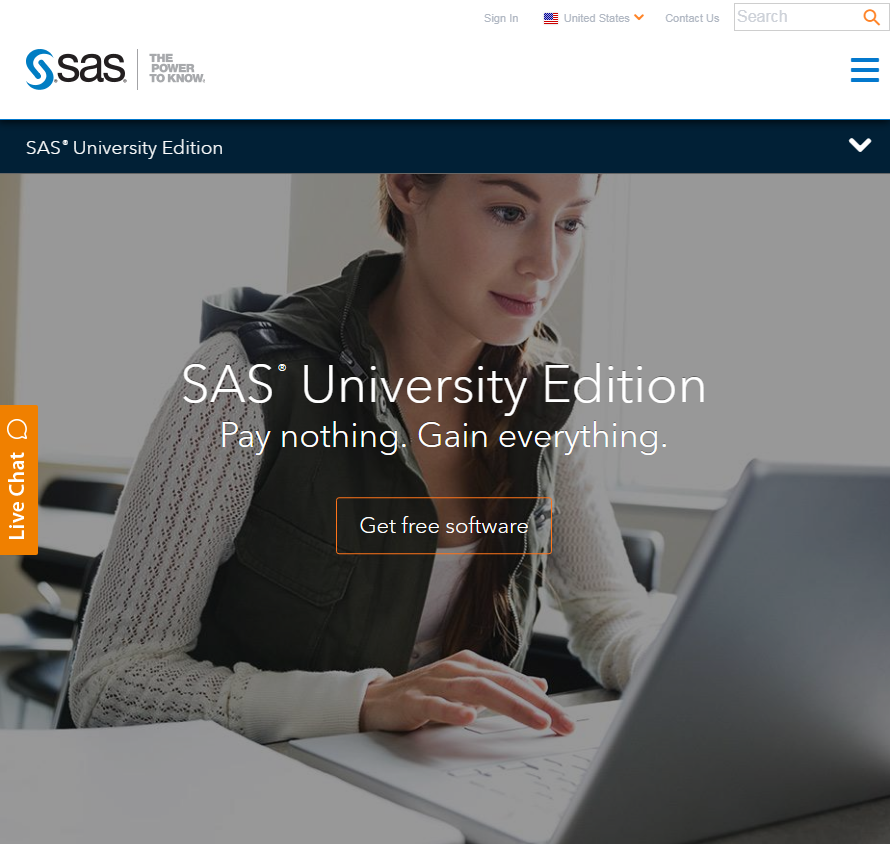 Sign In
United States
Contact Us
Search
sas®
THE
POWER
TO KNOW®
SAS® University Edition
SAS® University Edition
Pay nothing. Gain everything.
Live Chat
Get free software